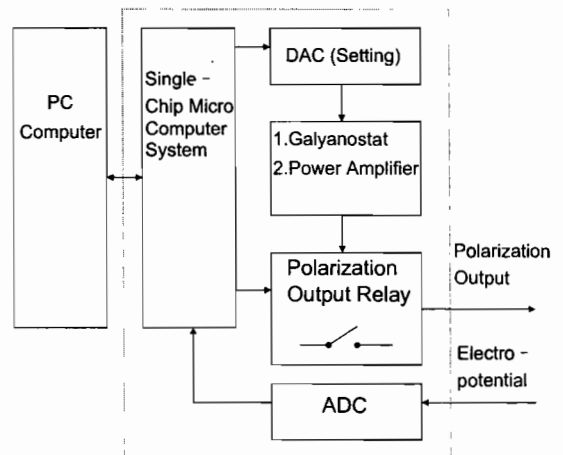 PC
Computer
Single -
Chip Micro
Computer
System
DAC (Setting)
1.Galyanostat
2.Power Amplifier
Polarization
Output Relay
ADC
Polarization
Output
Electro -
potential